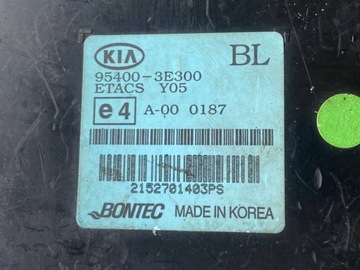 KIA BL
95400-3E300
ETACS Y05
e4 A-00 0187
2152701403PS
BONTEC MADE IN KOREA